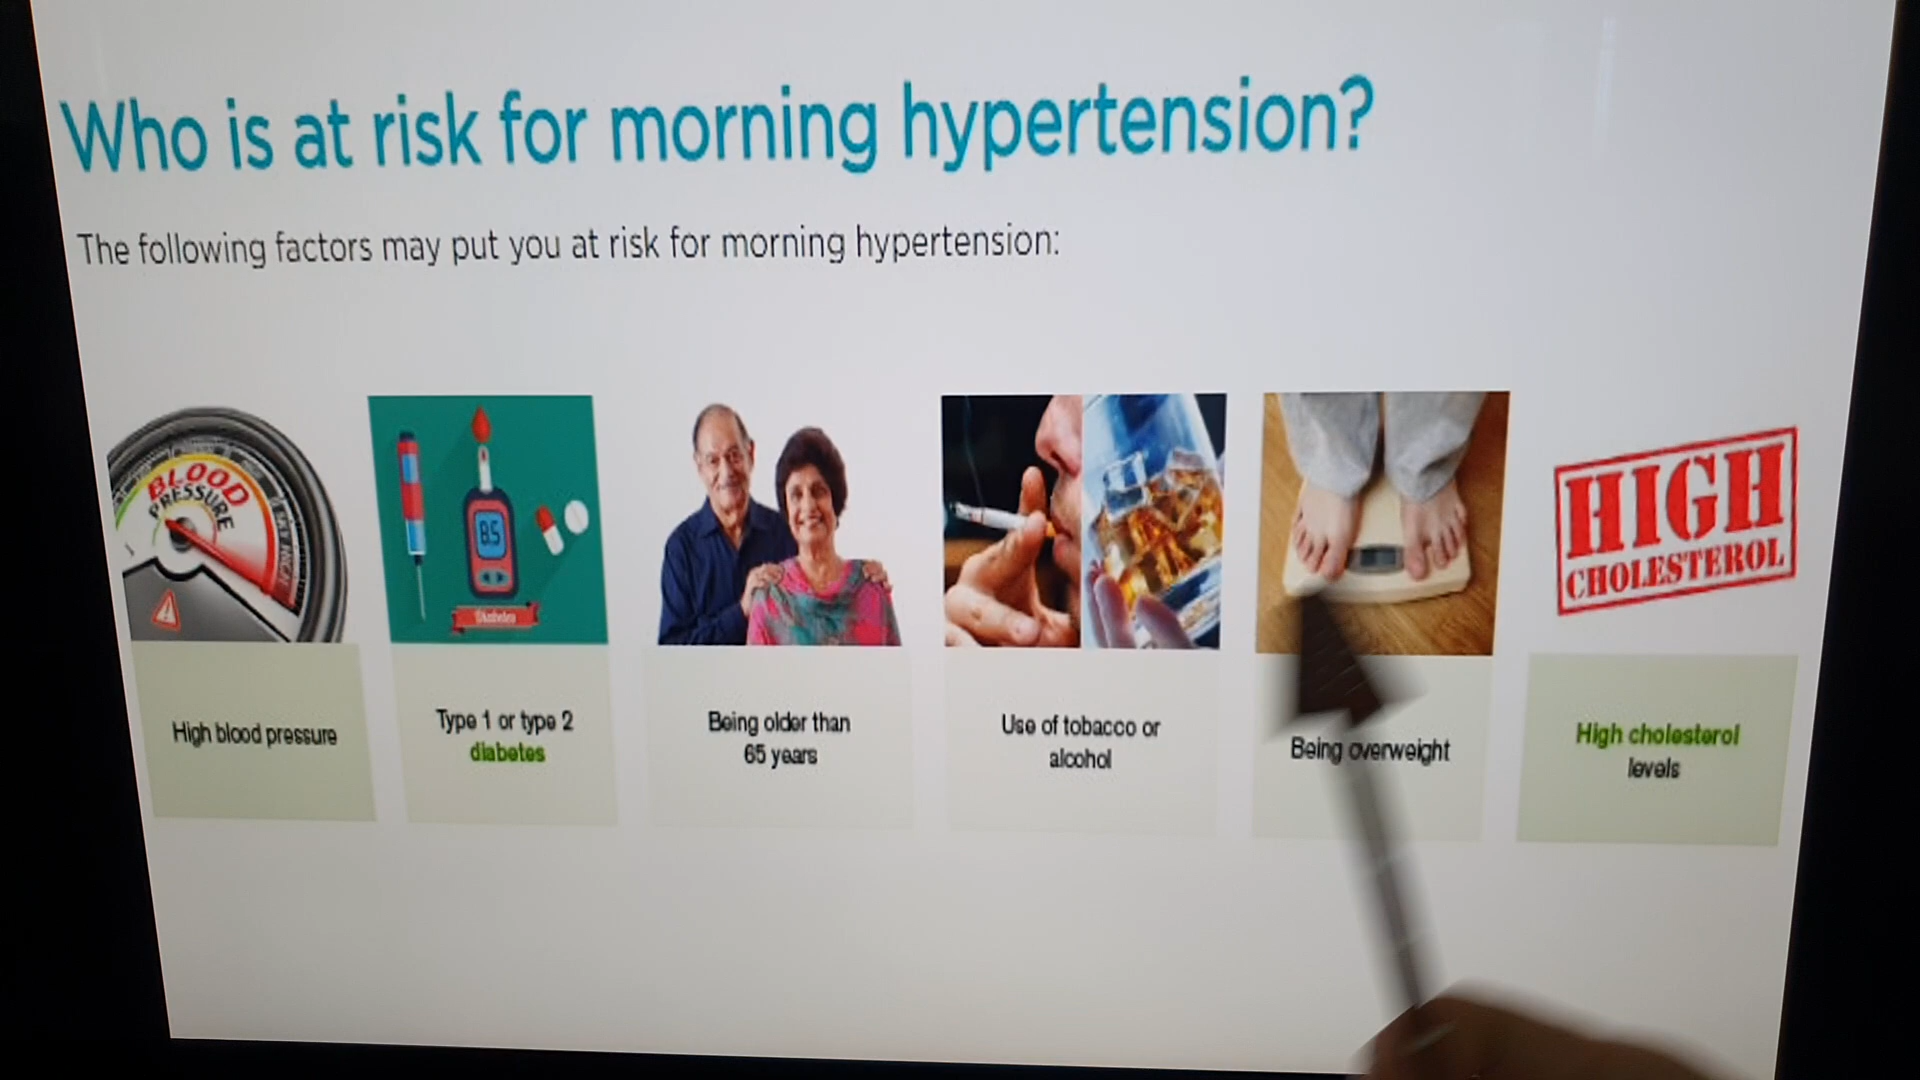 Who is at risk for morning hypertension?
The following factors may put you at risk for morning hypertension:
BLOOD
PRESSURE
85
Diabetes
HIGH
CHOLESTEROL
High blood pressure
Type 1 or type 2
diabetes
Being older than
65 years
Use of tobacco or
alcohol
Being overweight
High cholesterol
levels